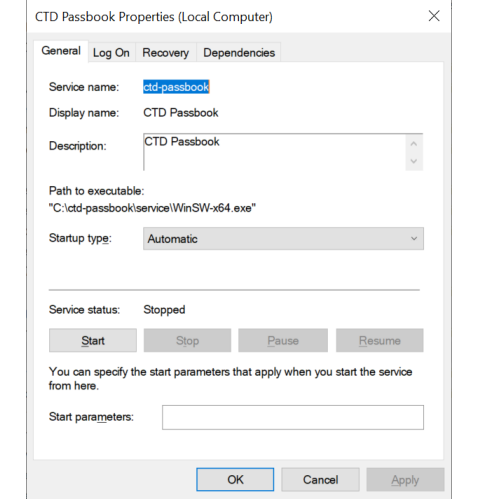 CTD Passbook Properties (Local Computer)
General Log On Recovery Dependencies
Service name: ctd-passbook
Display name: CTD Passbook
Description: CTD Passbook
Path to executable:
"C:\ctd-passbook\service\WinSW-x64.exe"
Startup type: Automatic
Service status: Stopped
Start Stop Pause Resume
You can specify the start parameters that apply when you start the service
from here.
Start parameters:
OK Cancel Apply